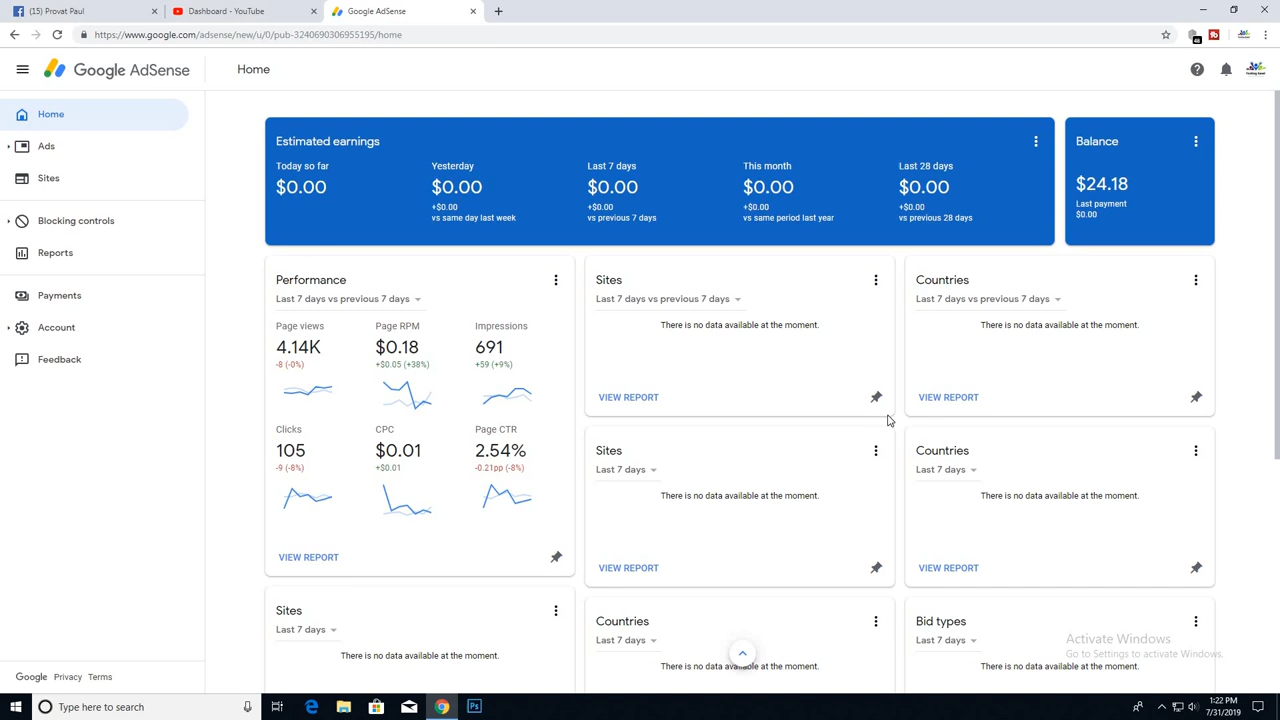 (15) Provat Paul
Dashboard - YouTube
Google AdSense
https://www.google.com/adsense/new/u/0/pub-3240690306955195/home
Google AdSense
Home
Home
Ads
Sites
Blocking controls
Reports
Payments
Account
Feedback
Google Privacy Terms
Estimated earnings
Today so far
$0.00
Yesterday
$0.00
+$0.00
vs same day last week
Last 7 days
$0.00
+$0.00
vs previous 7 days
This month
$0.00
+$0.00
vs same period last year
Last 28 days
$0.00
+$0.00
vs previous 28 days
Balance
$24.18
Last payment
$0.00
Performance
Last 7 days vs previous 7 days
Page views
4.14K
-8 (-0%)
Page RPM
$0.18
+$0.05 (+38%)
Impressions
691
+59 (+9%)
Clicks
105
-9 (-8%)
CPC
$0.01
+$0.01
Page CTR
2.54%
-0.21pp (-8%)
VIEW REPORT
Sites
Last 7 days vs previous 7 days
There is no data available at the moment.
VIEW REPORT
Countries
Last 7 days vs previous 7 days
There is no data available at the moment.
VIEW REPORT
Sites
Last 7 days
There is no data available at the moment.
VIEW REPORT
Countries
Last 7 days
There is no data available at the moment.
VIEW REPORT
Sites
Last 7 days
There is no data available at the moment.
Countries
Last 7 days
There is no data available at the moment.
Bid types
Last 7 days
There is no data available at the moment.
Activate Windows
Go to Settings to activate Windows.
Type here to search
1:22 PM
7/31/2019